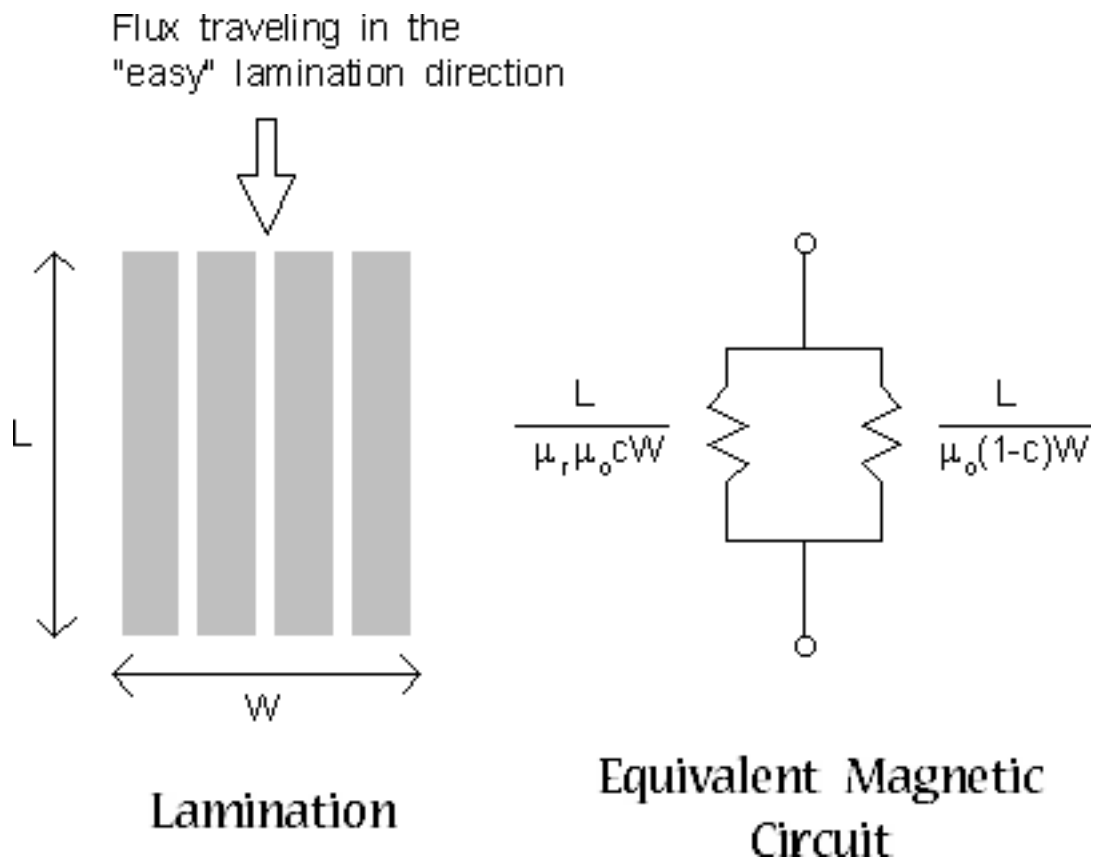 Flux traveling in the
"easy" lamination direction
L
W
L
μrμocW
L
μo(1-c)W
Lamination
Equivalent Magnetic
Circuit